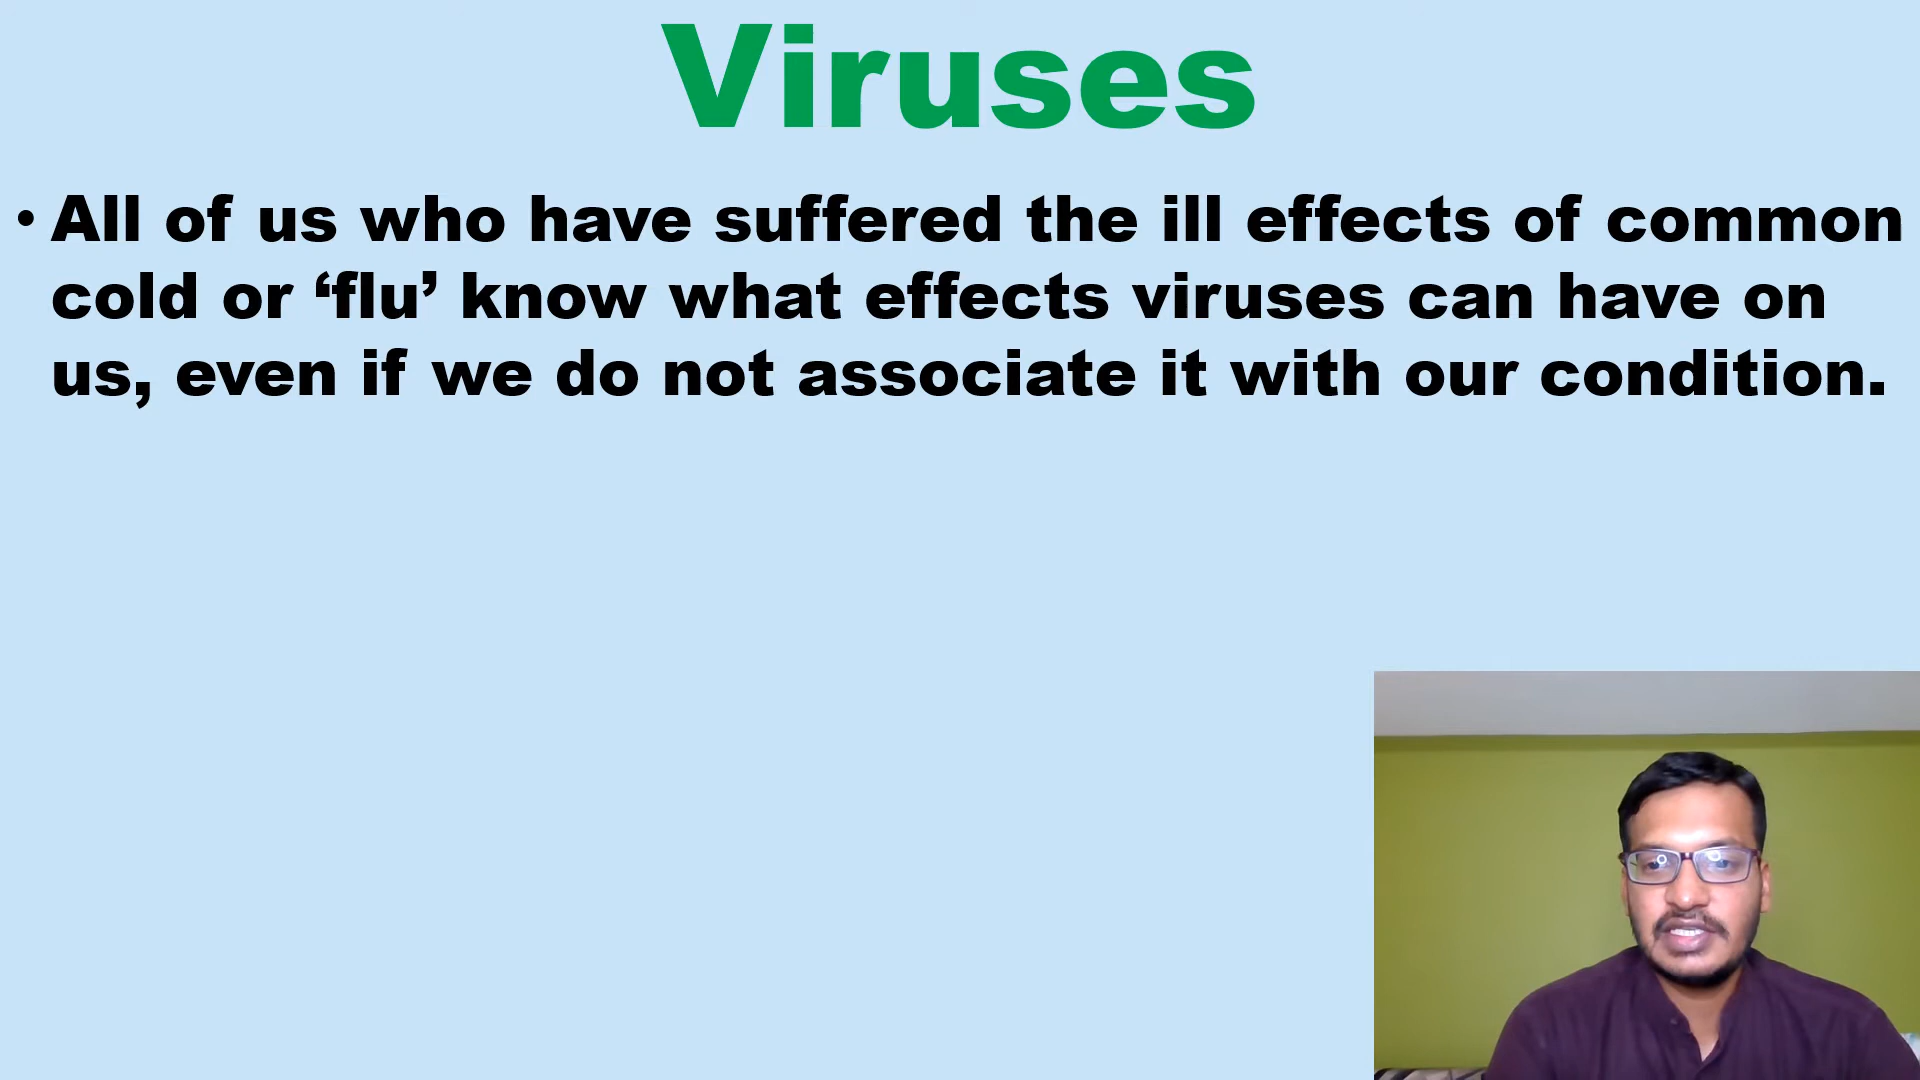 Viruses
• All of us who have suffered the ill effects of common
cold or ‘flu’ know what effects viruses can have on
us, even if we do not associate it with our condition.